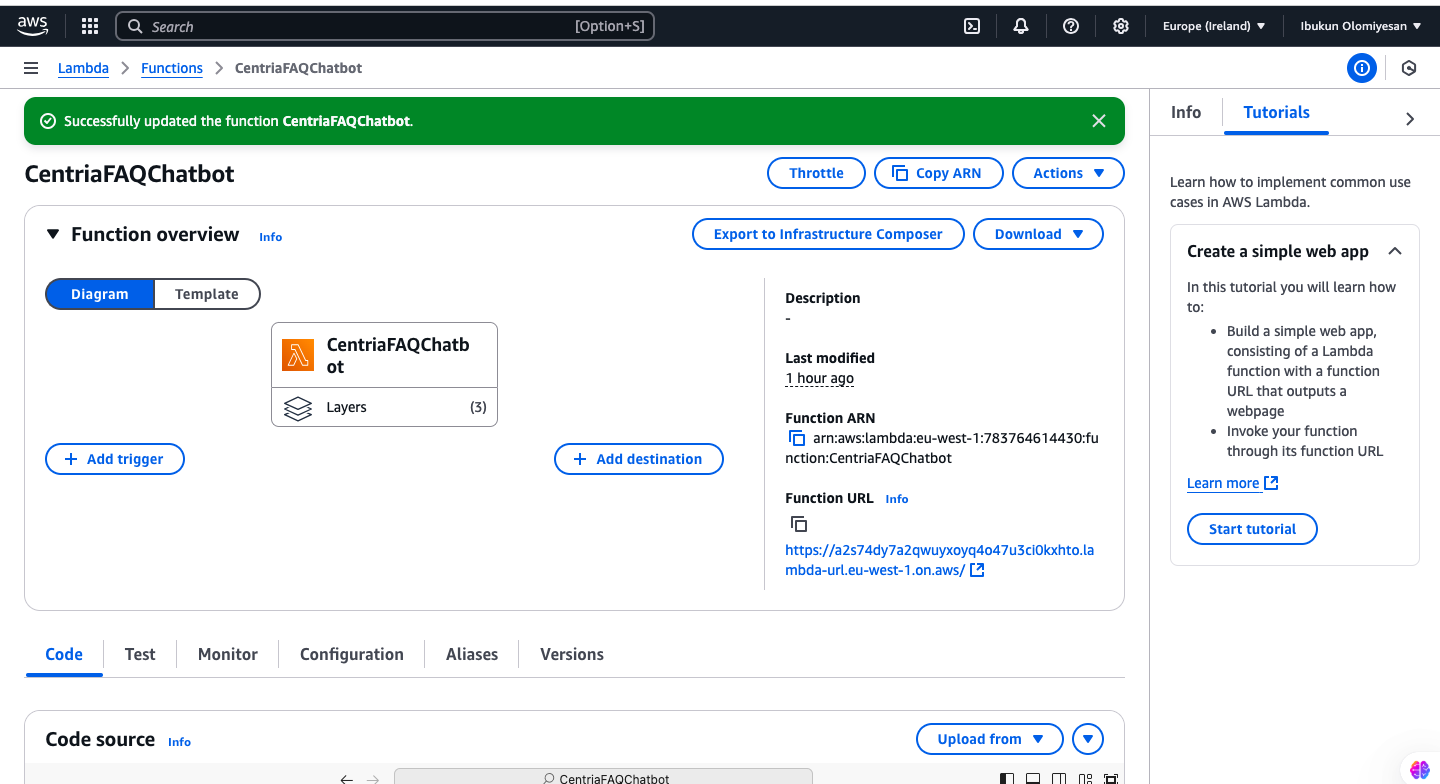 aws
Search
[Option+S]
Europe (Ireland)
Ibukun Olomiyesan
Lambda
Functions
CentriaFAQChatbot
Successfully updated the function CentriaFAQChatbot.
CentriaFAQChatbot
Throttle
Copy ARN
Actions
Function overview
Info
Export to Infrastructure Composer
Download
Diagram
Template
CentriaFAQChatb
ot
Layers
(3)
Add trigger
Add destination
Description
-
Last modified
1 hour ago
Function ARN
arn:aws:lambda:eu-west-1:783764614430:fu
nction:CentriaFAQChatbot
Function URL
Info
https://a2s74dy7a2qwuyxoyq4o47u3ci0kxhto.la
mbda-url.eu-west-1.on.aws/
Code
Test
Monitor
Configuration
Aliases
Versions
Code source
Info
Upload from
CentriaFAQChatbot
Info
Tutorials
Learn how to implement common use
cases in AWS Lambda.
Create a simple web app
In this tutorial you will learn how
to:
• Build a simple web app,
consisting of a Lambda
function with a function
URL that outputs a
webpage
• Invoke your function
through its function URL
Learn more
Start tutorial